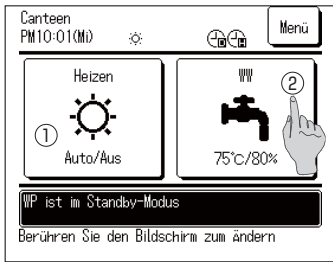 Canteen
PM10:01(Mi)
Menü
Heizen
①
Auto/Aus
WW
②
75℃/80%
WP ist im Standby-Modus
Berühren Sie den Bildschirm zum Ändern